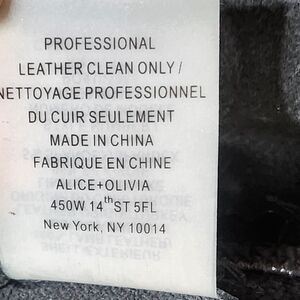 PROFESSIONAL
LEATHER CLEAN ONLY /
NETTOYAGE PROFESSIONNEL
DU CUIR SEULEMENT
MADE IN CHINA
FABRIQUE EN CHINE
ALICE+OLIVIA
450W 14th ST 5FL
New York, NY 10014